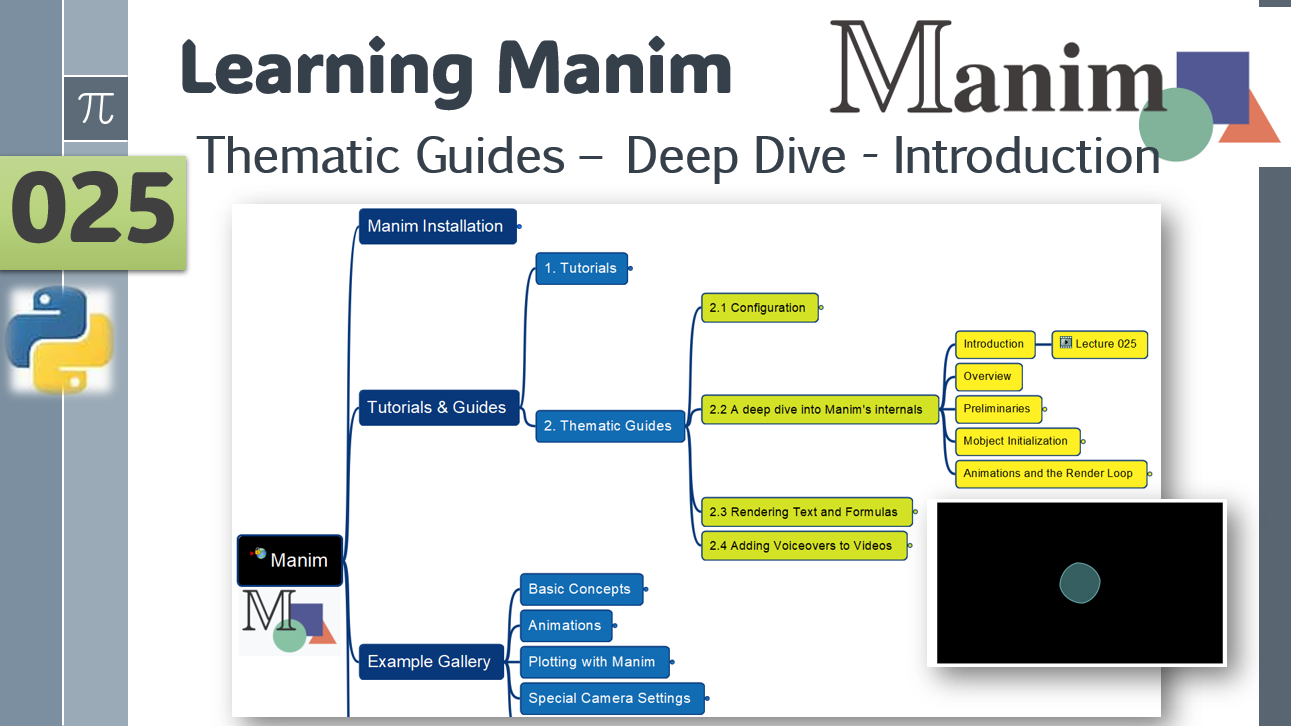 Learning Manim
Manim
π
Thematic Guides – Deep Dive - Introduction
025
Manim Installation
1. Tutorials
2.1 Configuration
Introduction
Lecture 025
Overview
Tutorials & Guides
2.2 A deep dive into Manim's internals
Preliminaries
2. Thematic Guides
Mobject Initialization
Animations and the Render Loop
2.3 Rendering Text and Formulas
2.4 Adding Voiceovers to Videos
Manim
M
Basic Concepts
Animations
Example Gallery
Plotting with Manim
Special Camera Settings